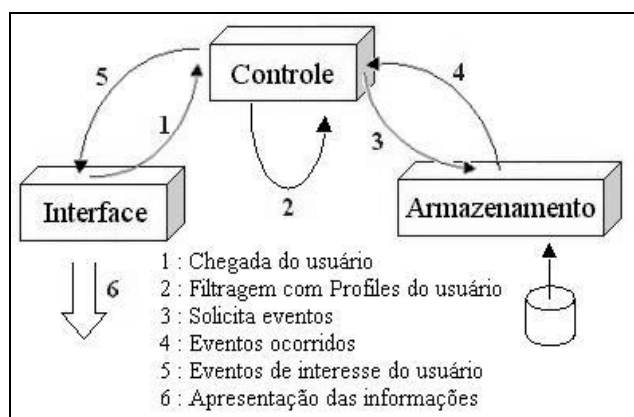 Controle
5
4
1
3
Interface
2
Armazenamento
6
1 : Chegada do usuário
2 : Filtragem com Profiles do usuário
3 : Solicita eventos
4 : Eventos ocorridos
5 : Eventos de interesse do usuário
6 : Apresentação das informações